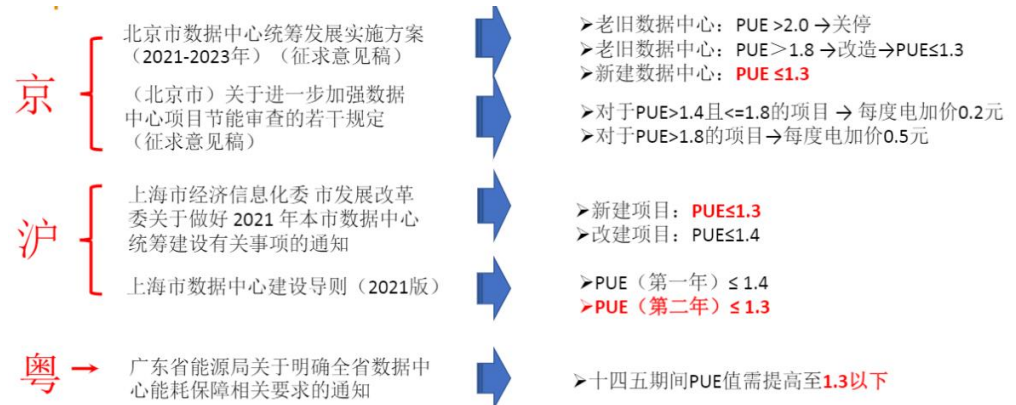 京
北京市数据中心统筹发展实施方案
（2021-2023年）（征求意见稿）
➢老旧数据中心：PUE >2.0 →关停
➢老旧数据中心：PUE＞1.8 →改造→PUE≤1.3
➢新建数据中心：PUE ≤1.3
（北京市）关于进一步加强数据
中心项目节能审查的若干规定
（征求意见稿）
➢对于PUE>1.4且<=1.8的项目 → 每度电加价0.2元
➢对于PUE>1.8的项目→每度电加价0.5元
沪
上海市经济信息化委 市发展改革
委关于做好 2021 年本市数据中心
统筹建设有关事项的通知
➢新建项目：PUE≤1.3
➢改建项目：PUE≤1.4
上海市数据中心建设导则（2021版）
➢PUE（第一年）≤ 1.4
➢PUE（第二年）≤ 1.3
粤→
广东省能源局关于明确全省数据中
心能耗保障相关要求的通知
➢十四五期间PUE值需提高至1.3以下